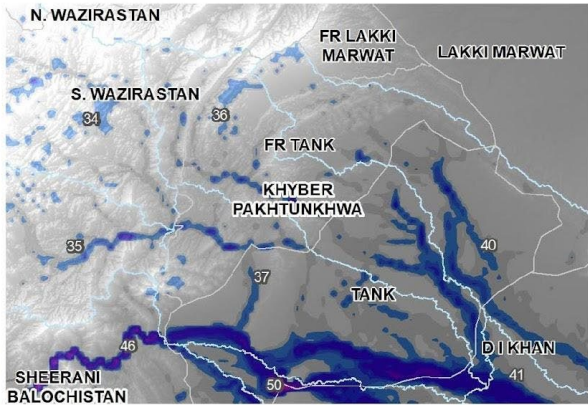 N. WAZIRASTAN
FR LAKKI
MARWAT
LAKKI MARWAT
S. WAZIRASTAN
34
36
FR TANK
KHYBER
PAKHTUNKHWA
35
40
37
TANK
46
D I KHAN
SHEERANI
BALOCHISTAN
50
41